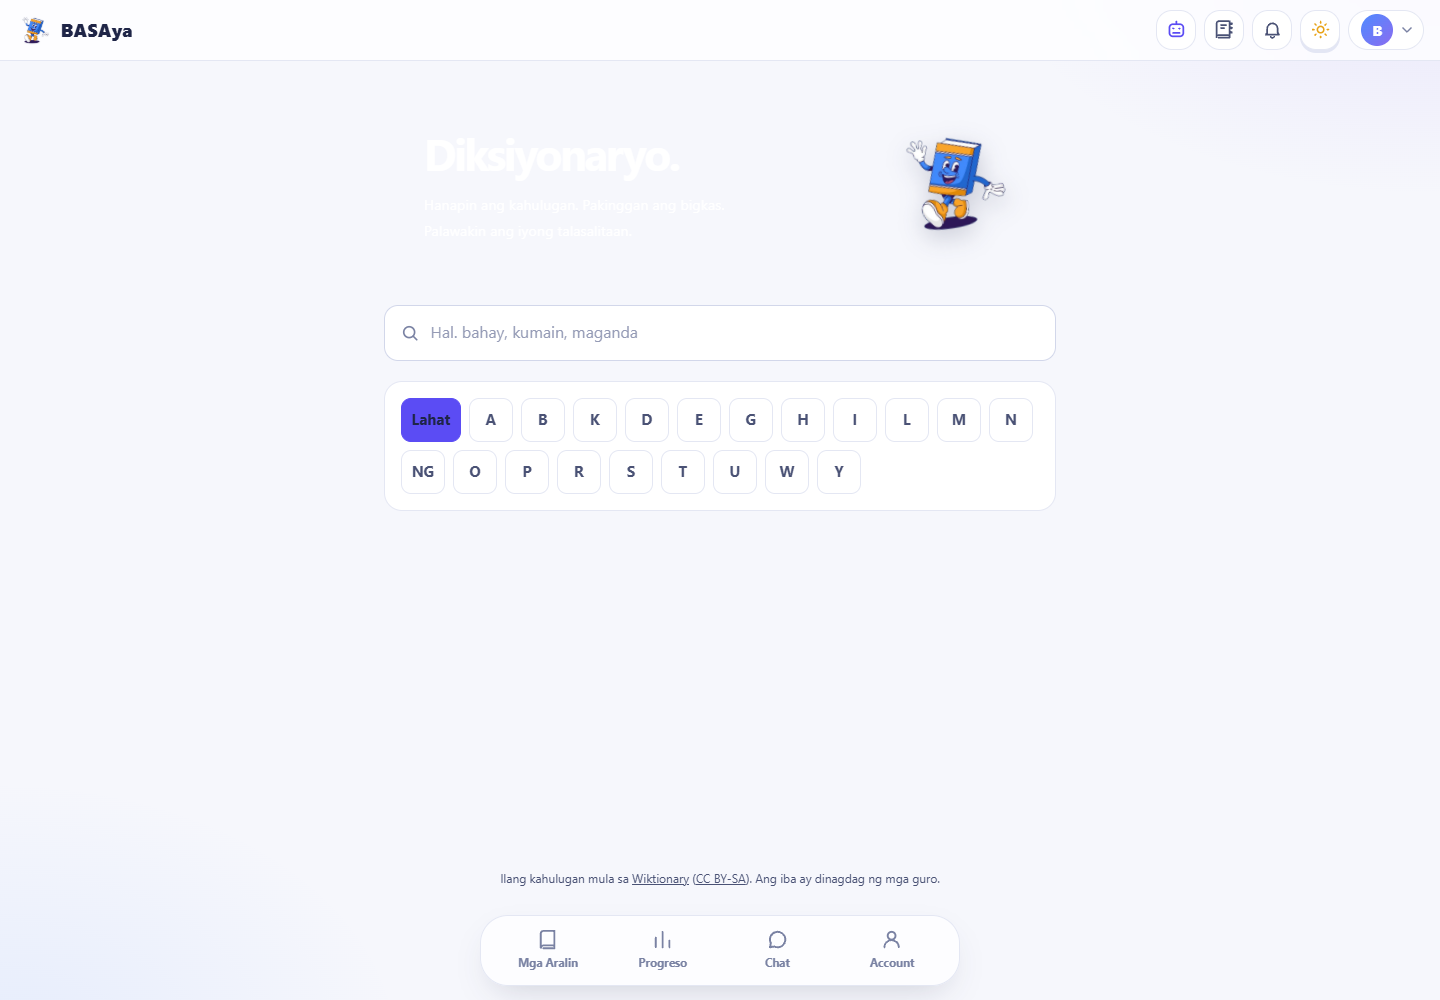 BASAya
B
Diksiyonaryo.
Hanapin ang kahulugan. Pakinggan ang bigkas.
Palawakin ang iyong talasalitaan.
Hal. bahay, kumain, maganda
Lahat A B K D E G H I L M N
NG O P R S T U W Y
Ilang kahulugan mula sa Wiktionary (CC BY-SA). Ang iba ay dinagdag ng mga guro.
Mga Aralin Progreso Chat Account